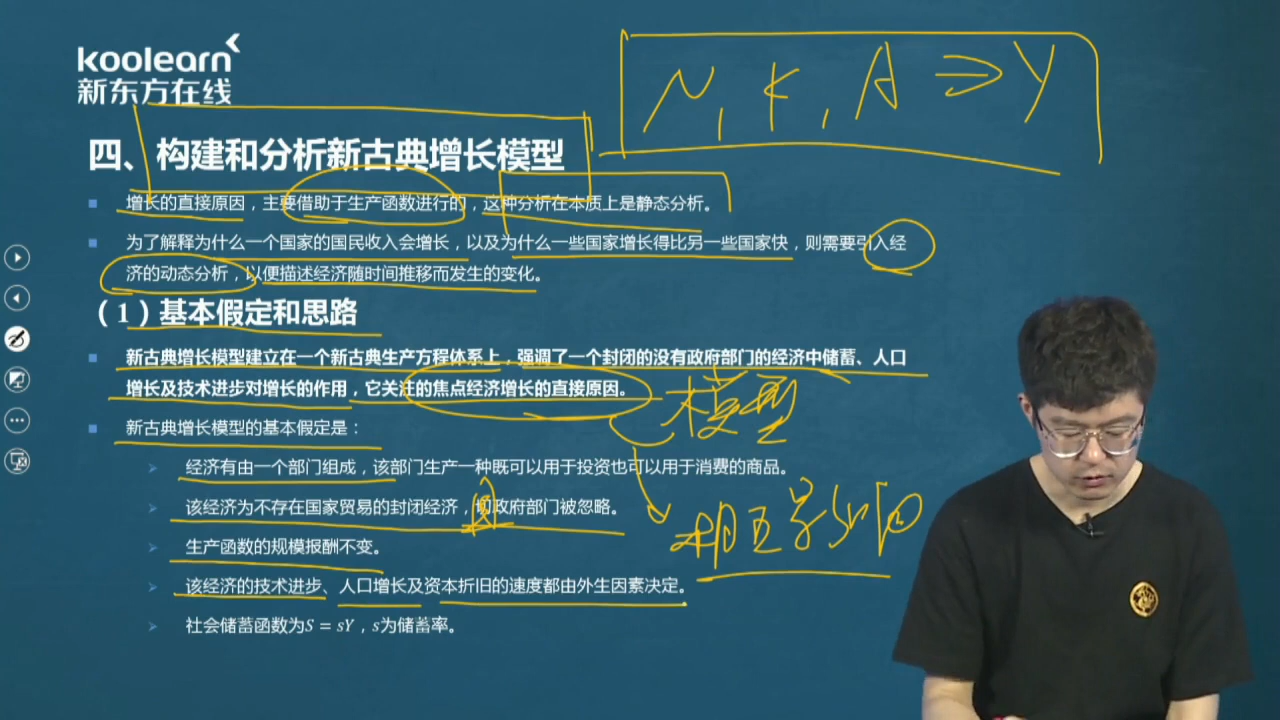 koolearn
新东方在线
N, K, A ⇒ Y
四、构建和分析新古典增长模型
增长的直接原因，主要借助于生产函数进行的，这种分析在本质上是静态分析。
为了解释为什么一个国家的国民收入会增长，以及为什么一些国家增长得比另一些国家快，则需要引入经
济的动态分析，以便描述经济随时间推移而发生的变化。
（1）基本假定和思路
新古典增长模型建立在一个新古典生产方程体系上，强调了一个封闭的没有政府部门的经济中储蓄、人口
增长及技术进步对增长的作用，它关注的焦点经济增长的直接原因。
模型
新古典增长模型的基本假定是：
经济有由一个部门组成，该部门生产一种既可以用于投资也可以用于消费的商品。
该经济为不存在国家贸易的封闭经济，切政府部门被忽略。
且
相互影响因
生产函数的规模报酬不变。
该经济的技术进步、人口增长及资本折旧的速度都由外生因素决定。
社会储蓄函数为S = sY，s为储蓄率。